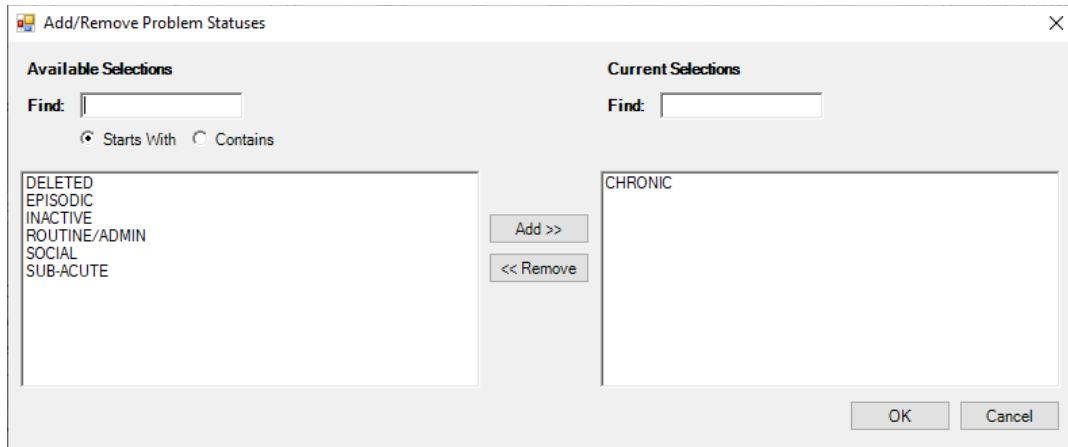 Add/Remove Problem Statuses
Available Selections
Find:
Starts With Contains
DELETED
EPISODIC
INACTIVE
ROUTINE/ADMIN
SOCIAL
SUB-ACUTE
Add >>
<< Remove
Current Selections
Find:
CHRONIC
OK Cancel